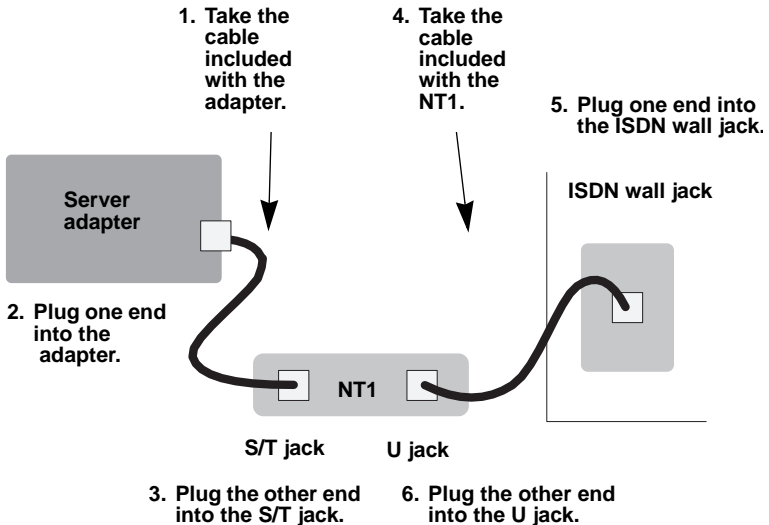 1. Take the
cable
included
with the
adapter.
4. Take the
cable
included
with the
NT1.
5. Plug one end into
the ISDN wall jack.
Server
adapter
ISDN wall jack
2. Plug one end
into the
adapter.
NT1
S/T jack
U jack
3. Plug the other end
into the S/T jack.
6. Plug the other end
into the U jack.